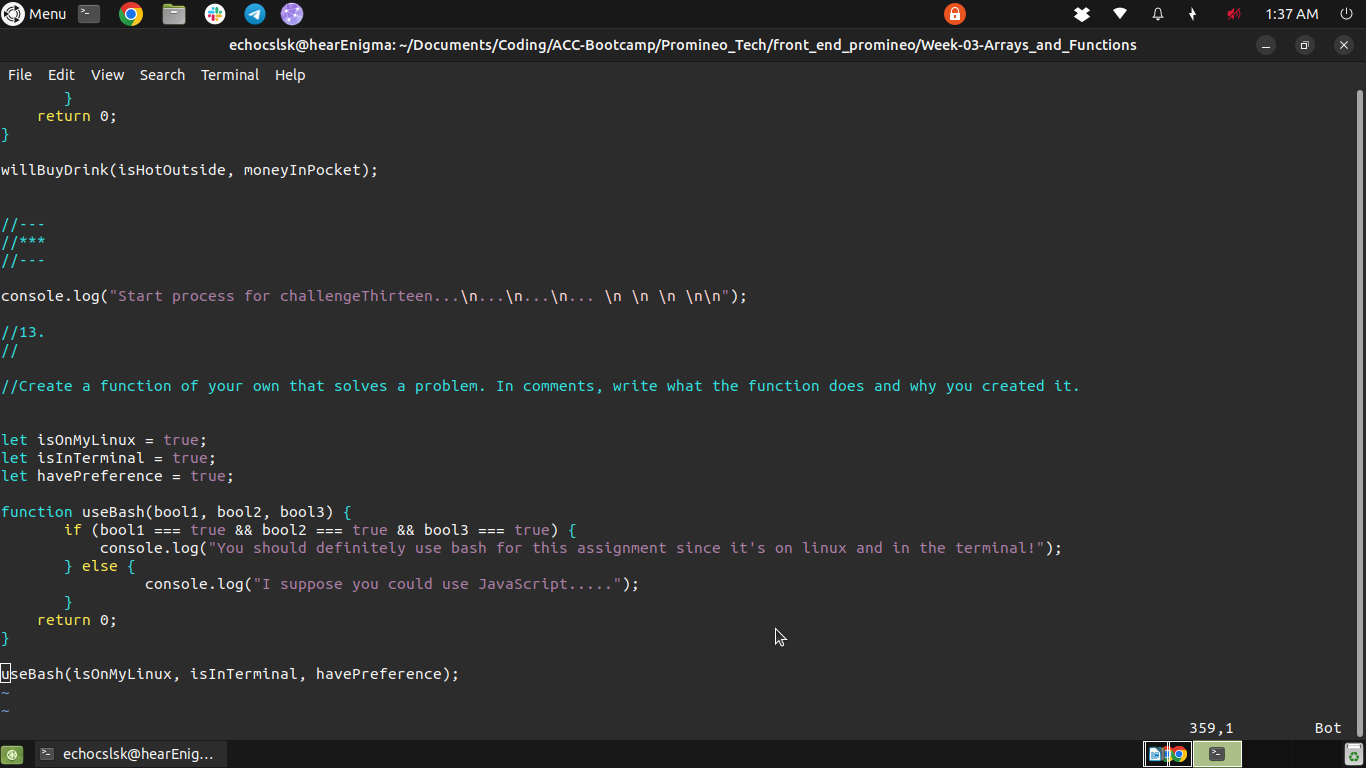 Menu 1:37 AM
echocslsk@hearEnigma: ~/Documents/Coding/ACC-Bootcamp/Promineo_Tech/front_end_promineo/Week-03-Arrays_and_Functions
File Edit View Search Terminal Help
}
return 0;
}
willBuyDrink(isHotOutside, moneyInPocket);
//---
//***
//---
console.log("Start process for challengeThirteen...\n...\n...\n... \n \n \n \n\n");
//13.
//
//Create a function of your own that solves a problem. In comments, write what the function does and why you created it.
let isOnMyLinux = true;
let isInTerminal = true;
let havePreference = true;
function useBash(bool1, bool2, bool3) {
if (bool1 === true && bool2 === true && bool3 === true) {
console.log("You should definitely use bash for this assignment since it's on linux and in the terminal!");
} else {
console.log("I suppose you could use JavaScript.....");
}
return 0;
}
useBash(isOnMyLinux, isInTerminal, havePreference);
~
~
359,1 Bot
echocslsk@hearEnig...